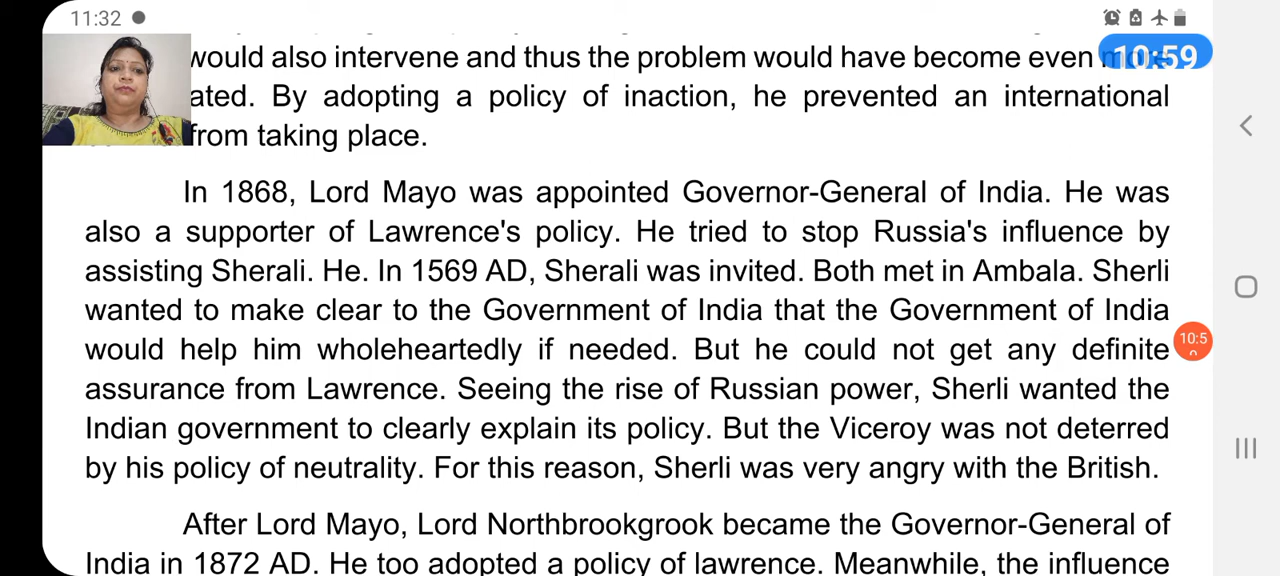 11:32
10:59
would also intervene and thus the problem would have become even
ated. By adopting a policy of inaction, he prevented an international
from taking place.
In 1868, Lord Mayo was appointed Governor-General of India. He was
also a supporter of Lawrence's policy. He tried to stop Russia's influence by
assisting Sherali. He. In 1569 AD, Sherali was invited. Both met in Ambala. Sherli
wanted to make clear to the Government of India that the Government of India
would help him wholeheartedly if needed. But he could not get any definite
10:5
assurance from Lawrence. Seeing the rise of Russian power, Sherli wanted the
Indian government to clearly explain its policy. But the Viceroy was not deterred
by his policy of neutrality. For this reason, Sherli was very angry with the British.
After Lord Mayo, Lord Northbrookgrook became the Governor-General of
India in 1872 AD. He too adopted a policy of lawrence. Meanwhile, the influence